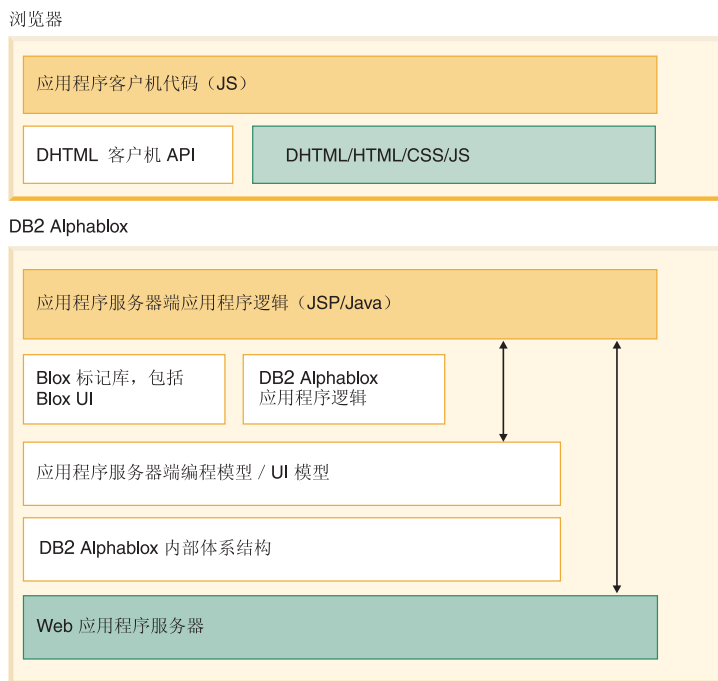 浏览器
应用程序客户机代码（JS）
DHTML 客户机 API
DHTML/HTML/CSS/JS
DB2 Alphablox
应用程序服务器端应用程序逻辑（JSP/Java）
Blox 标记库，包括
Blox UI
DB2 Alphablox
应用程序逻辑
应用程序服务器端编程模型 / UI 模型
DB2 Alphablox 内部体系结构
Web 应用程序服务器